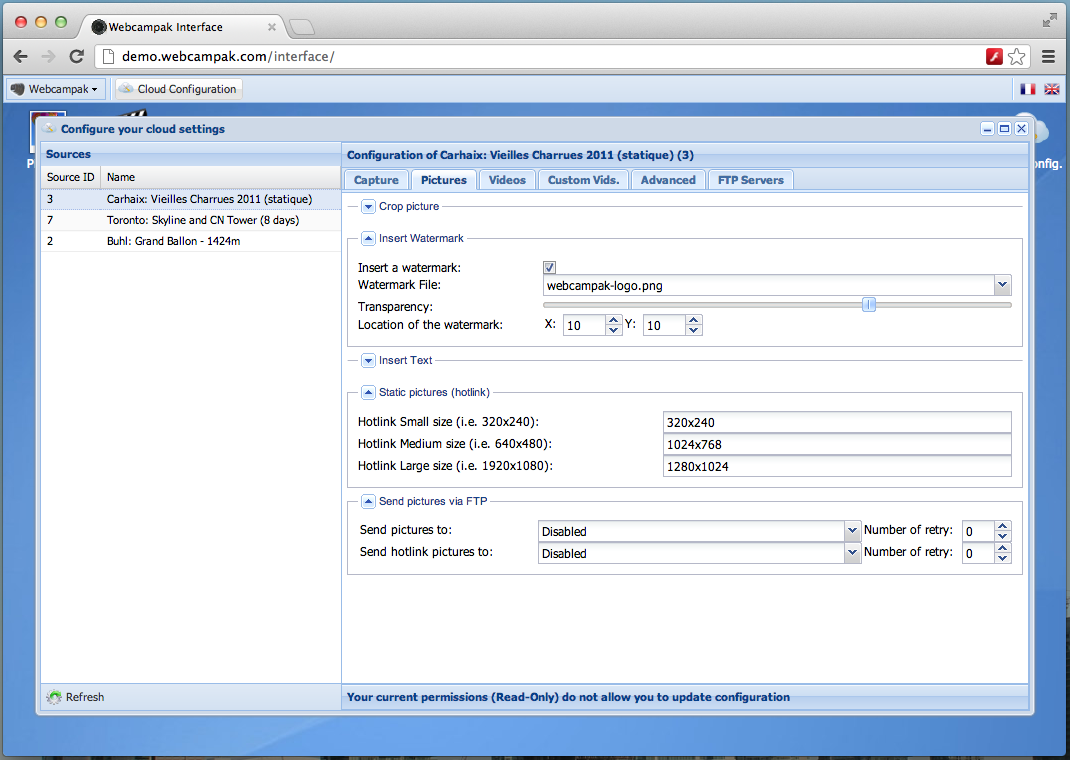 Webcampak Interface
demo.webcampak.com/interface/
Webcampak
Cloud Configuration
Configure your cloud settings
Sources
Source ID Name
3 Carhaix: Vieilles Charrues 2011 (statique)
7 Toronto: Skyline and CN Tower (8 days)
2 Buhl: Grand Ballon - 1424m
Refresh
Configuration of Carhaix: Vieilles Charrues 2011 (statique) (3)
Capture Pictures Videos Custom Vids. Advanced FTP Servers
Crop picture
Insert Watermark
Insert a watermark:
Watermark File: webcampak-logo.png
Transparency:
Location of the watermark: X: 10 Y: 10
Insert Text
Static pictures (hotlink)
Hotlink Small size (i.e. 320x240): 320x240
Hotlink Medium size (i.e. 640x480): 1024x768
Hotlink Large size (i.e. 1920x1080): 1280x1024
Send pictures via FTP
Send pictures to: Disabled Number of retry: 0
Send hotlink pictures to: Disabled Number of retry: 0
Your current permissions (Read-Only) do not allow you to update configuration